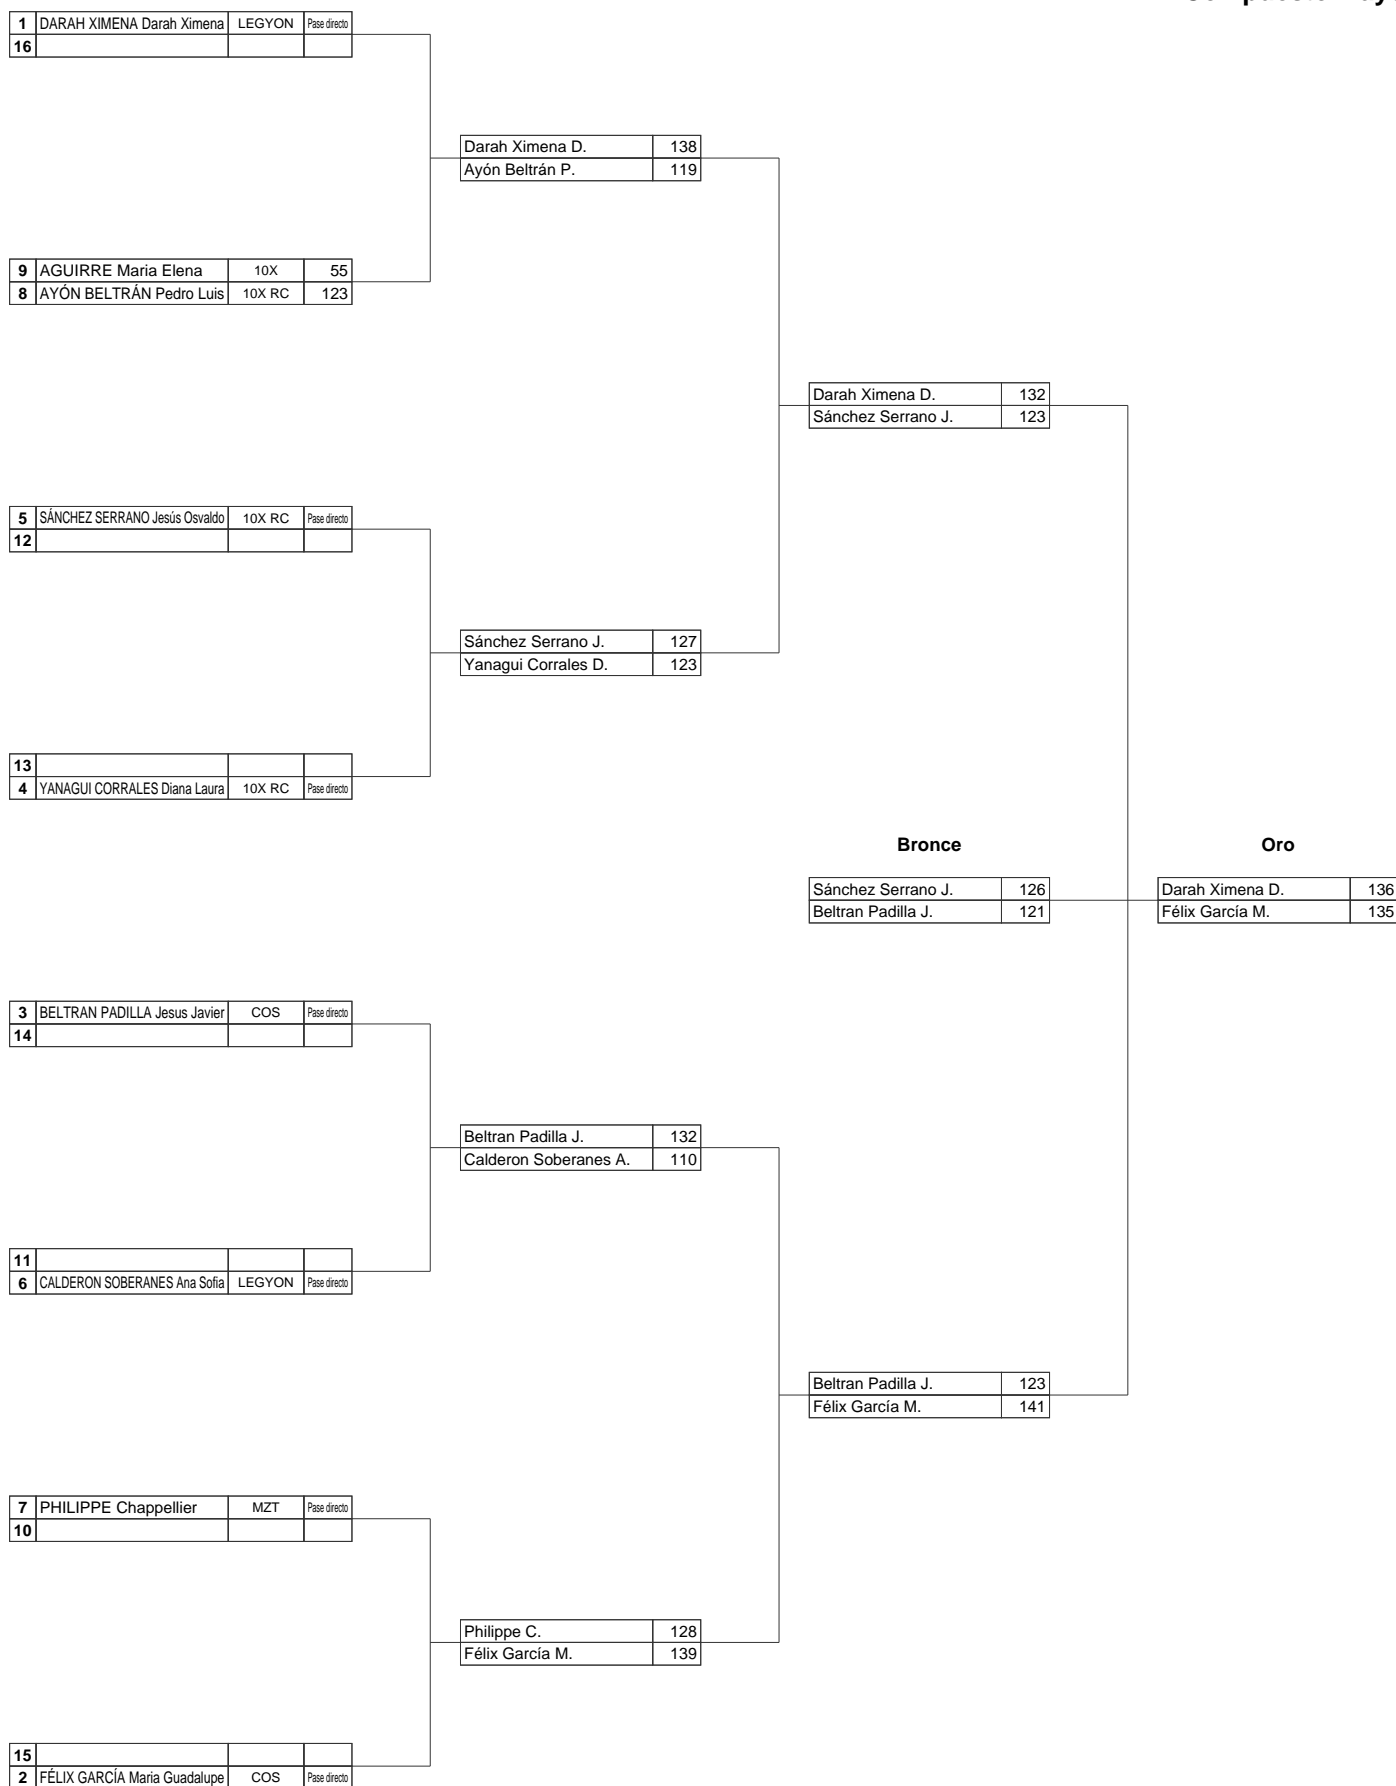 1 DARAH XIMENA Darah Ximena LEGYON Pase directo
16
Darah Ximena D. 138
Ayón Beltrán P. 119
9 AGUIRRE Maria Elena 10X 55
8 AYÓN BELTRÁN Pedro Luis 10X RC 123
Darah Ximena D. 132
Sánchez Serrano J. 123
5 SÁNCHEZ SERRANO Jesús Osvaldo 10X RC Pase directo
12
Sánchez Serrano J. 127
Yanagui Corrales D. 123
13
4 YANAGUI CORRALES Diana Laura 10X RC Pase directo
Bronce Oro
Sánchez Serrano J. 126 Darah Ximena D. 136
Beltran Padilla J. 121 Félix García M. 135
3 BELTRAN PADILLA Jesus Javier COS Pase directo
14
Beltran Padilla J. 132
Calderon Soberanes A. 110
11
6 CALDERON SOBERANES Ana Sofia LEGYON Pase directo
Beltran Padilla J. 123
Félix García M. 141
7 PHILIPPE Chappellier MZT Pase directo
10
Philippe C. 128
Félix García M. 139
15
2 FÉLIX GARCÍA Maria Guadalupe COS Pase directo